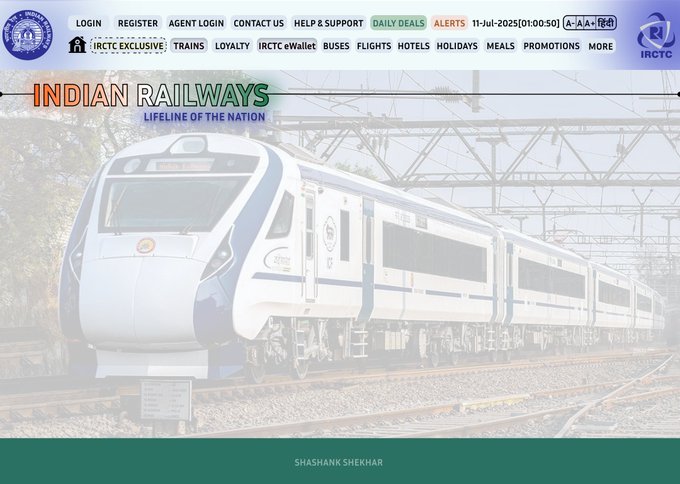 LOGIN REGISTER AGENT LOGIN CONTACT US HELP & SUPPORT DAILY DEALS ALERTS 11-Jul-2025[01:00:50] A- A A+ हिंदी
IRCTC EXCLUSIVE TRAINS LOYALTY IRCTC eWallet BUSES FLIGHTS HOTELS HOLIDAYS MEALS PROMOTIONS MORE
IRCTC
INDIAN RAILWAYS
LIFELINE OF THE NATION
ICF
SHASHANK SHEKHAR